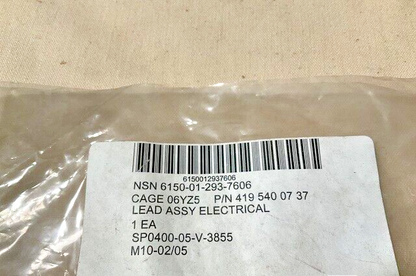 6150012937606
NSN 6150-01-293-7606
CAGE 06YZ5 P/N 419 540 07 37
LEAD ASSY ELECTRICAL
1 EA
SP0400-05-V-3855
M10-02/05